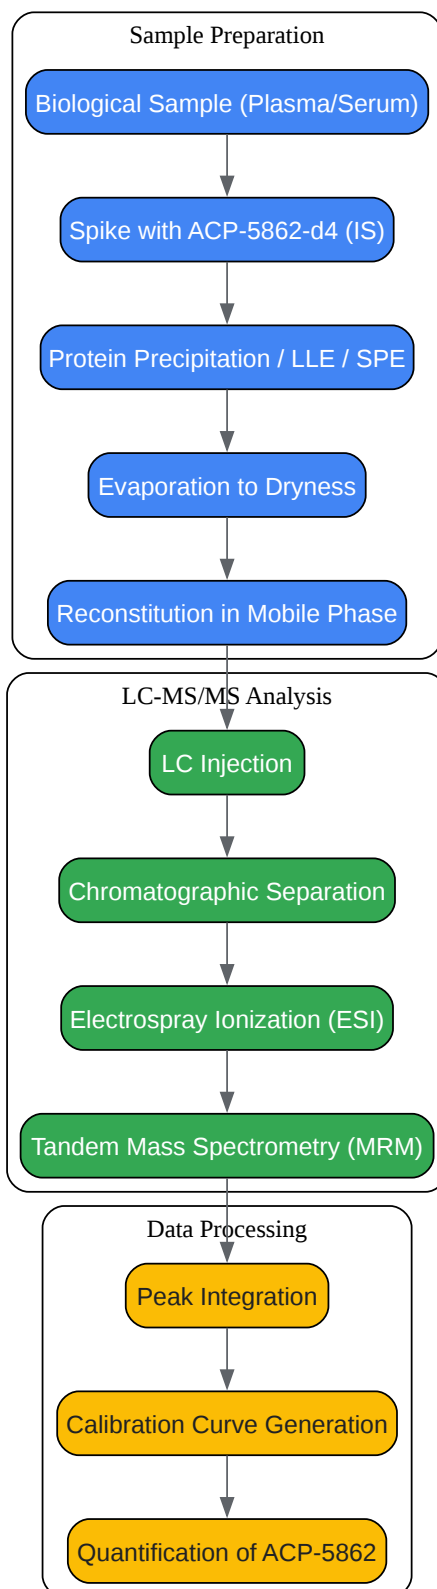 Sample Preparation
Biological Sample (Plasma/Serum)
Spike with ACP-5862-d4 (IS)
Protein Precipitation / LLE / SPE
Evaporation to Dryness
Reconstitution in Mobile Phase
LC-MS/MS Analysis
LC Injection
Chromatographic Separation
Electrospray Ionization (ESI)
Tandem Mass Spectrometry (MRM)
Data Processing
Peak Integration
Calibration Curve Generation
Quantification of ACP-5862